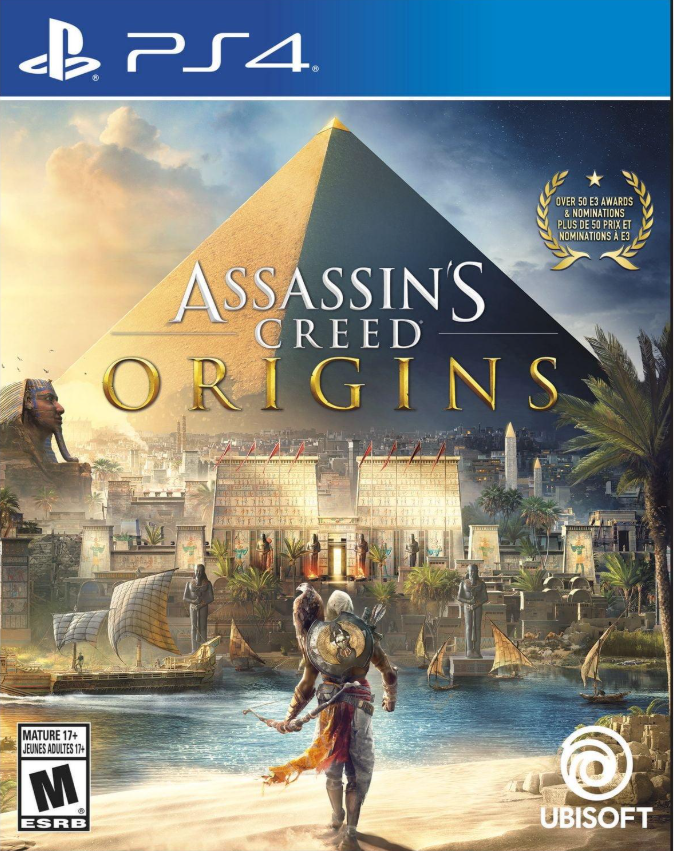 PS4
OVER 50 E3 AWARDS
& NOMINATIONS
PLUS DE 50 PRIX ET
NOMINATIONS À E3
ASSASSIN'S
CREED
ORIGINS
MATURE 17+
JEUNES ADULTES 17+
M
ESRB
UBISOFT